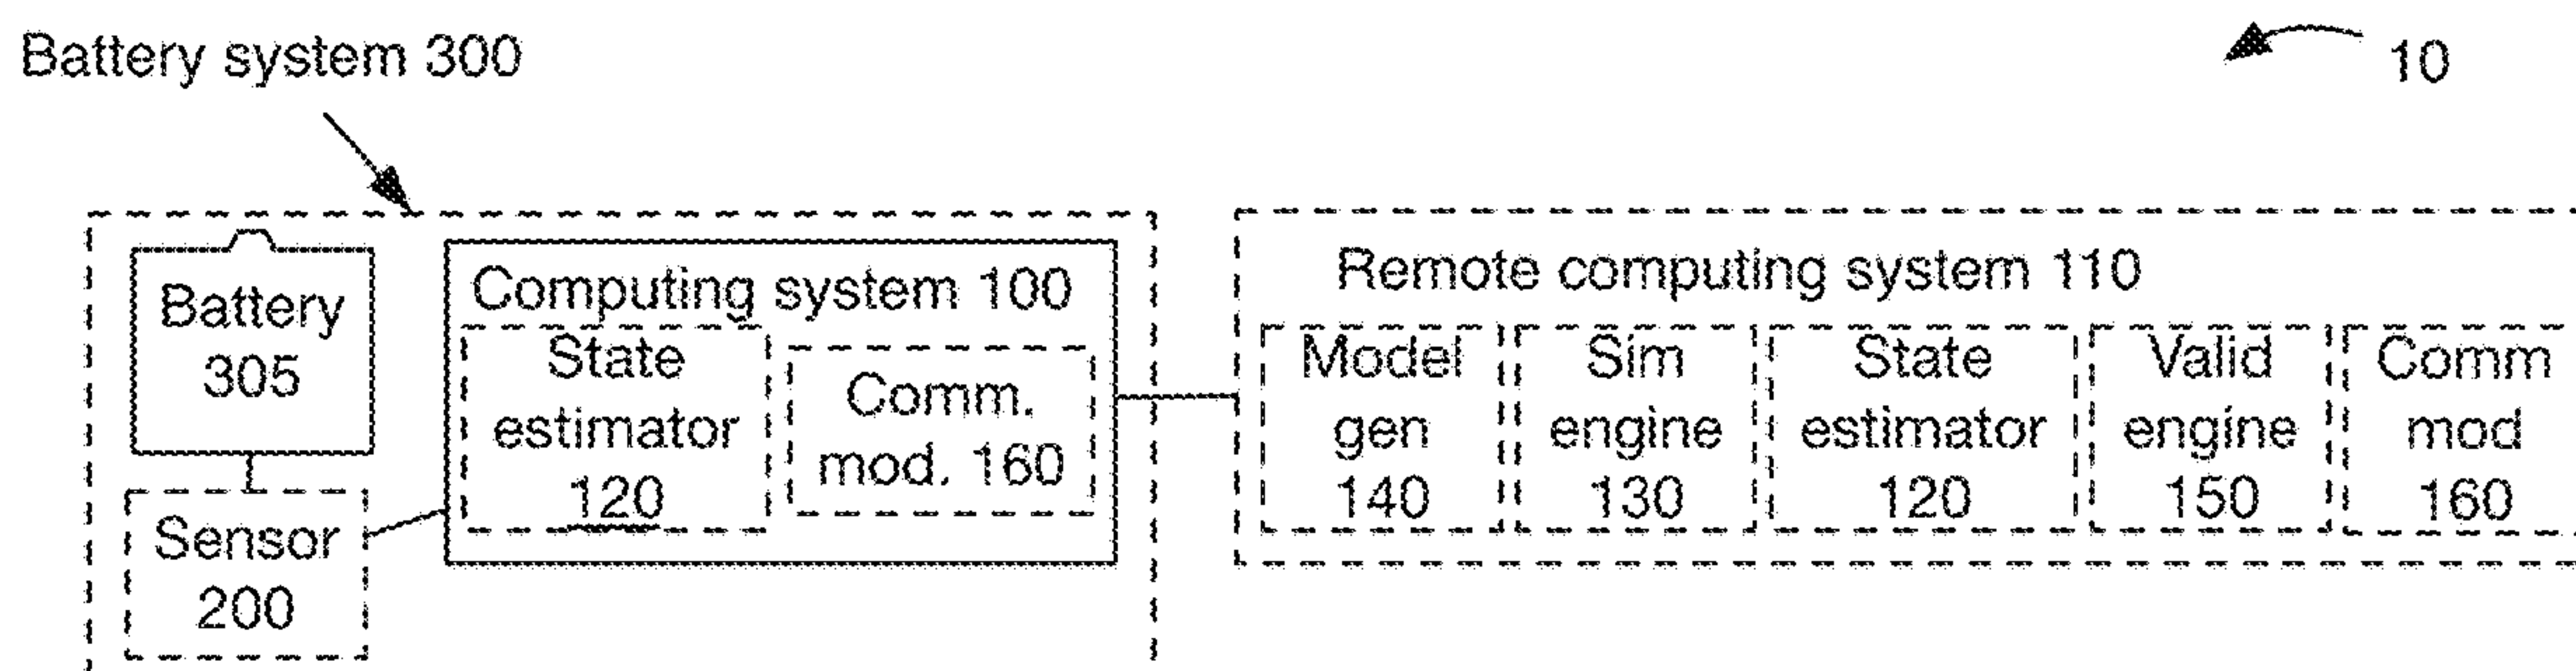 Battery system 300
10
Battery
305
Sensor
200
Computing system 100
State
estimator
120
Comm.
mod. 160
Remote computing system 110
Model
gen
140
Sim
engine
130
State
estimator
120
Valid
engine
150
Comm
mod
160